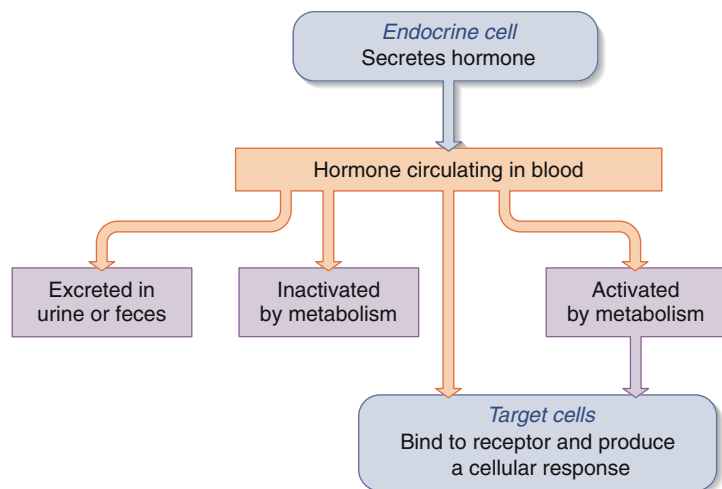 Endocrine cell
Secretes hormone
Hormone circulating in blood
Excreted in
urine or feces
Inactivated
by metabolism
Activated
by metabolism
Target cells
Bind to receptor and produce
a cellular response